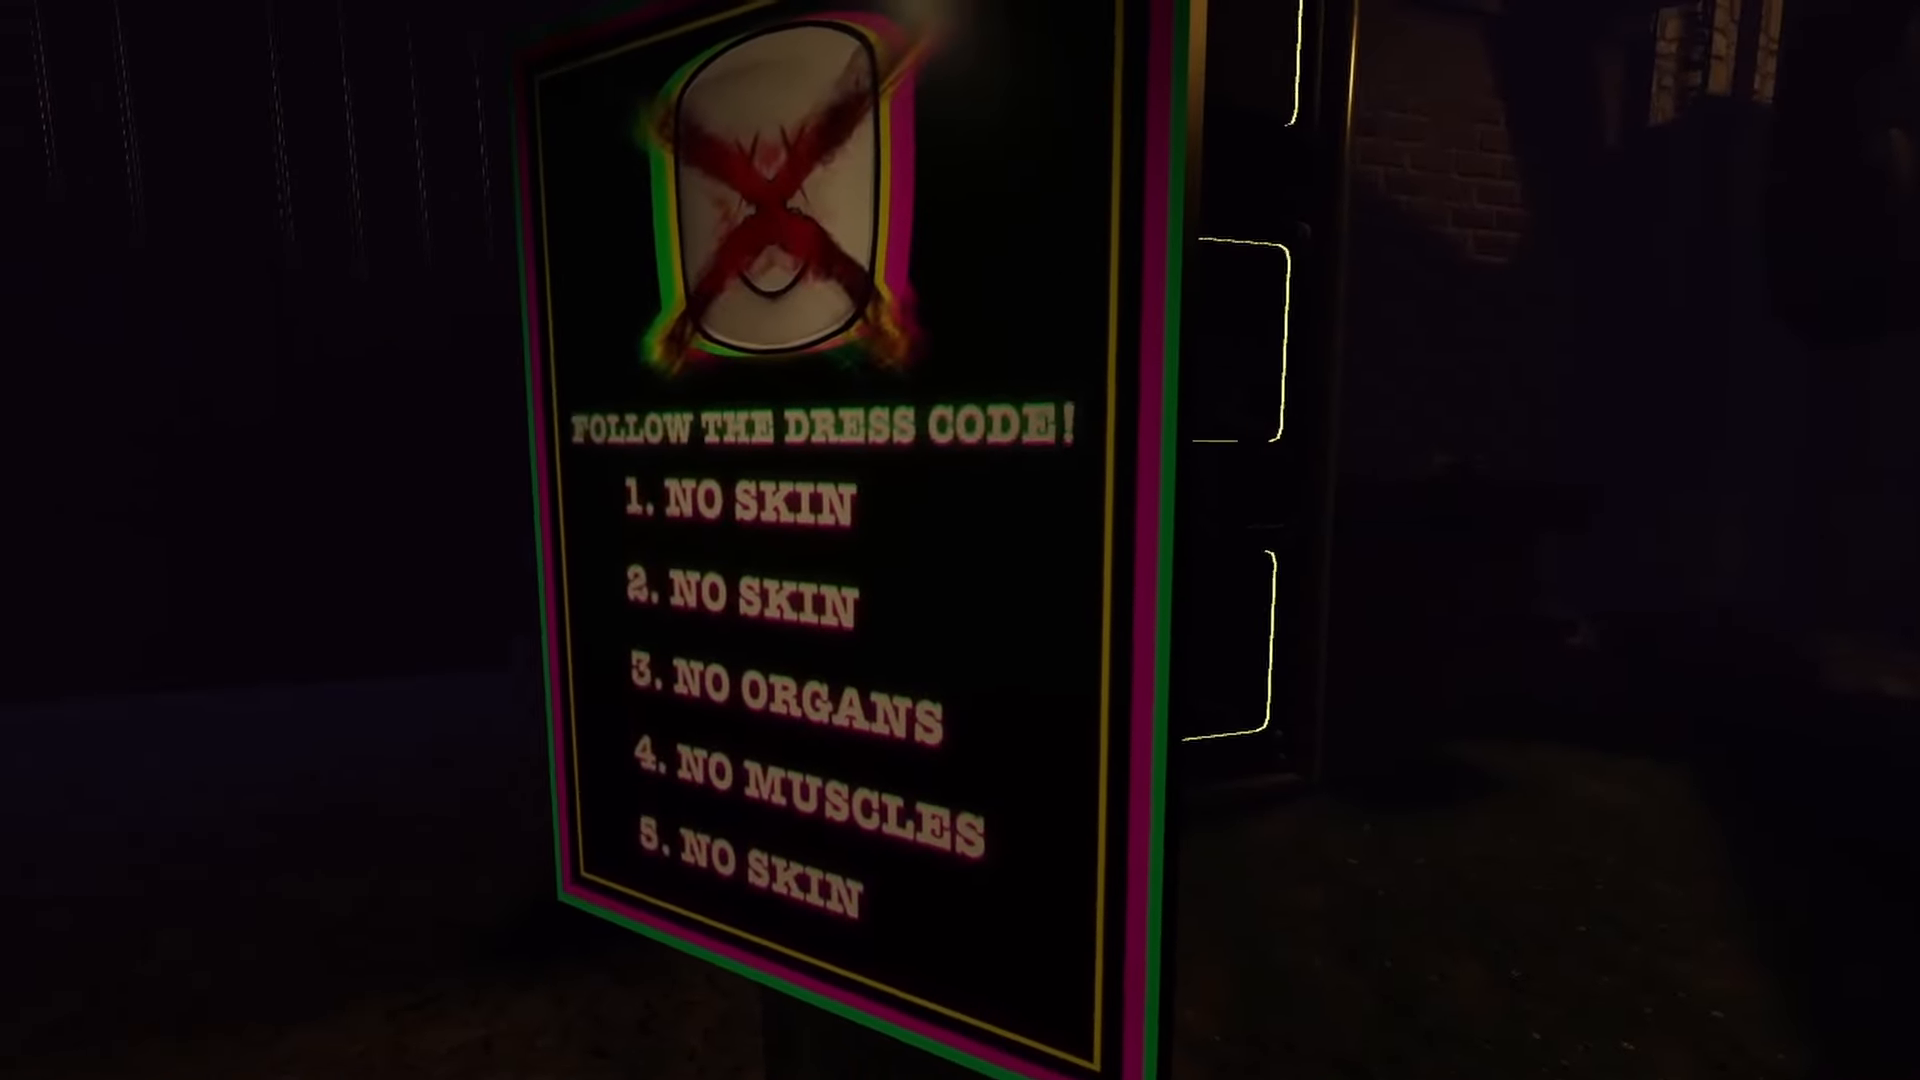 FOLLOW THE DRESS CODE!
1. NO SKIN
2. NO SKIN
3. NO ORGANS
4. NO MUSCLES
5. NO SKIN